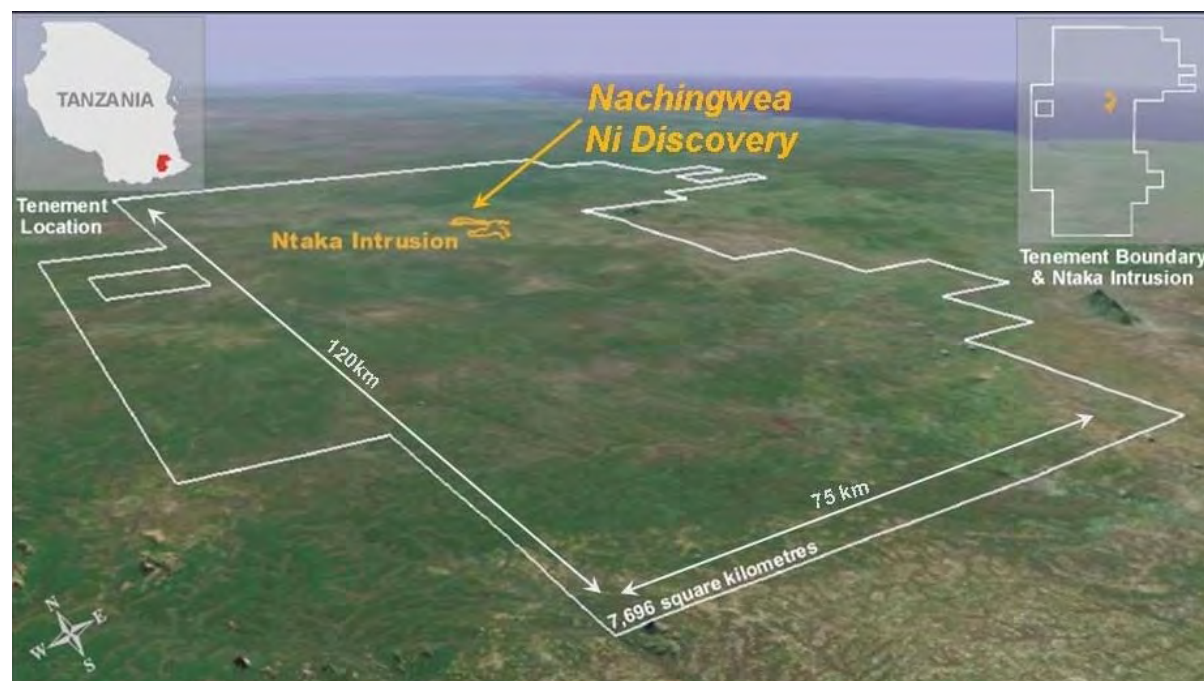 TANZANIA
Tenement
Location
Nachingwea
Ni Discovery
Ntaka Intrusion
Tenement Boundary
& Ntaka Intrusion
120km
75 km
7,696 square kilometres
N
E
W
S